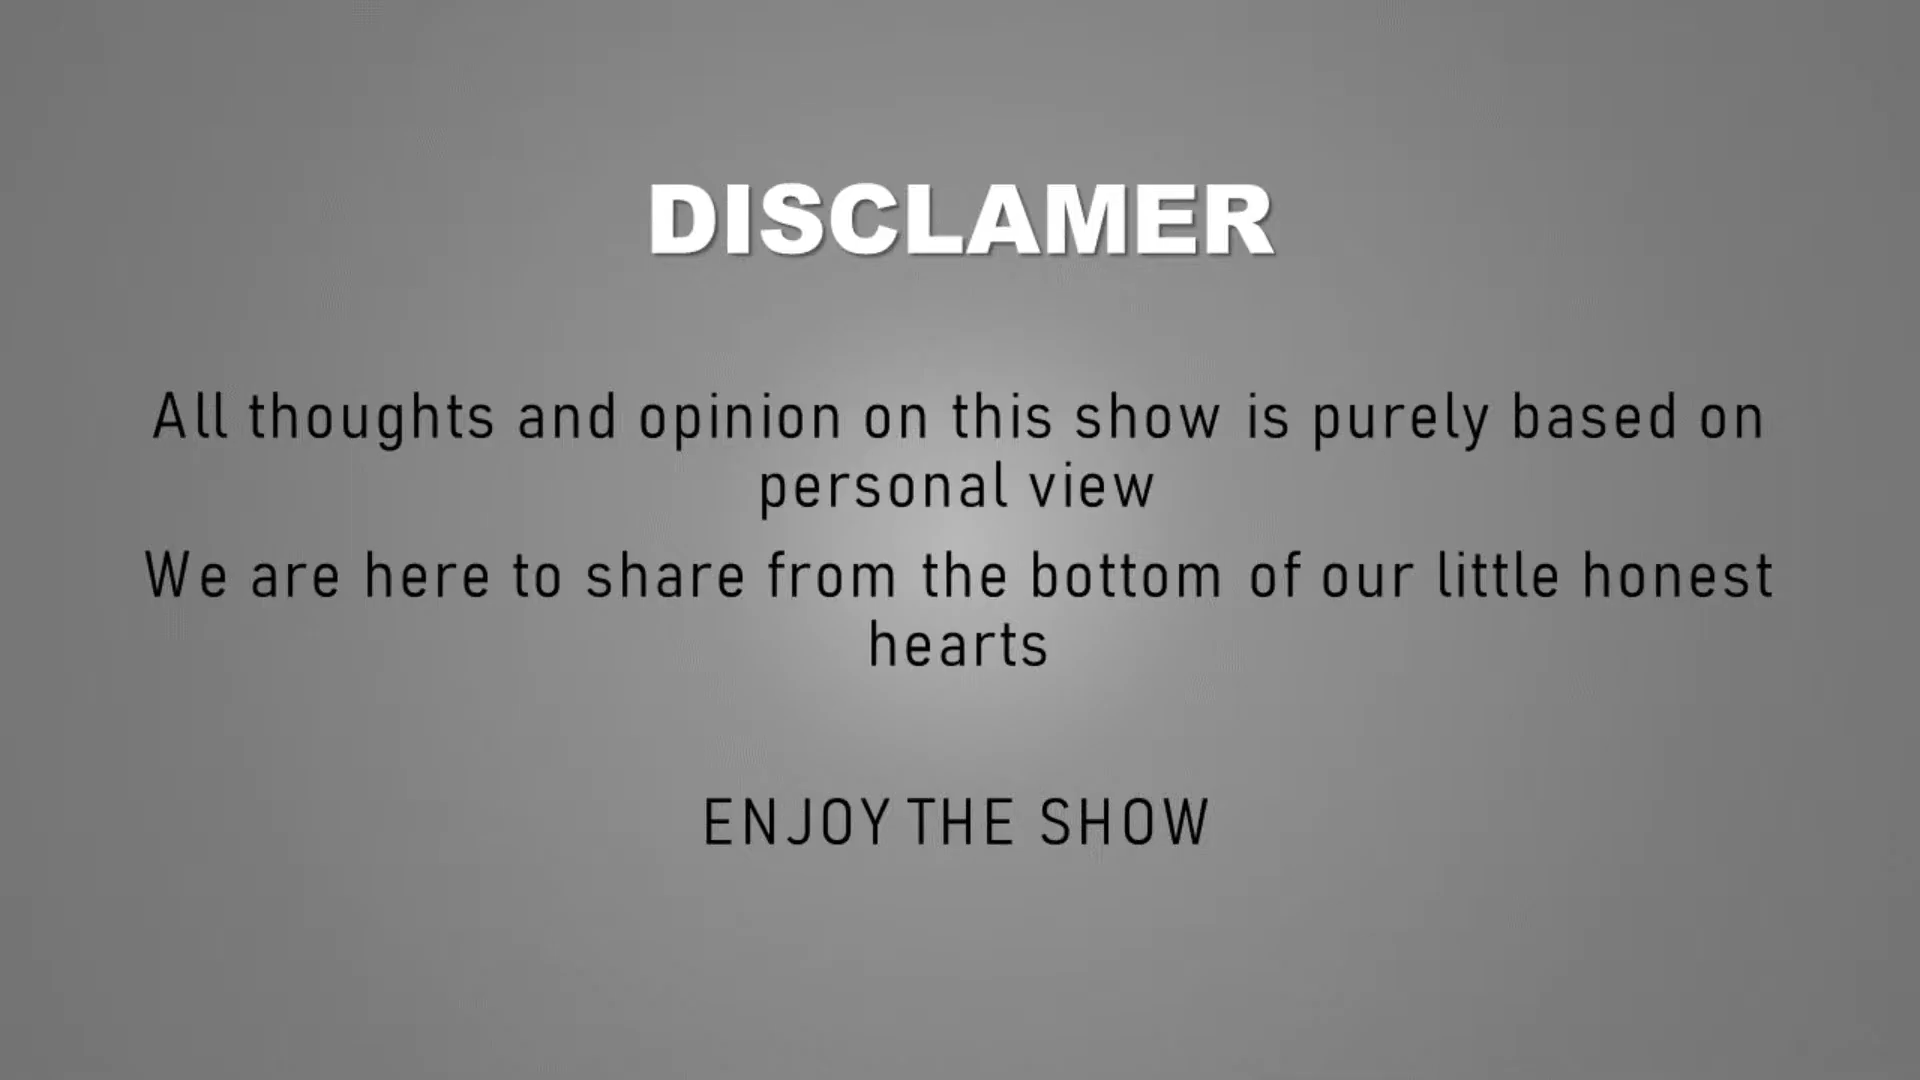 DISCLAMER
All thoughts and opinion on this show is purely based on
personal view
We are here to share from the bottom of our little honest
hearts
ENJOY THE SHOW